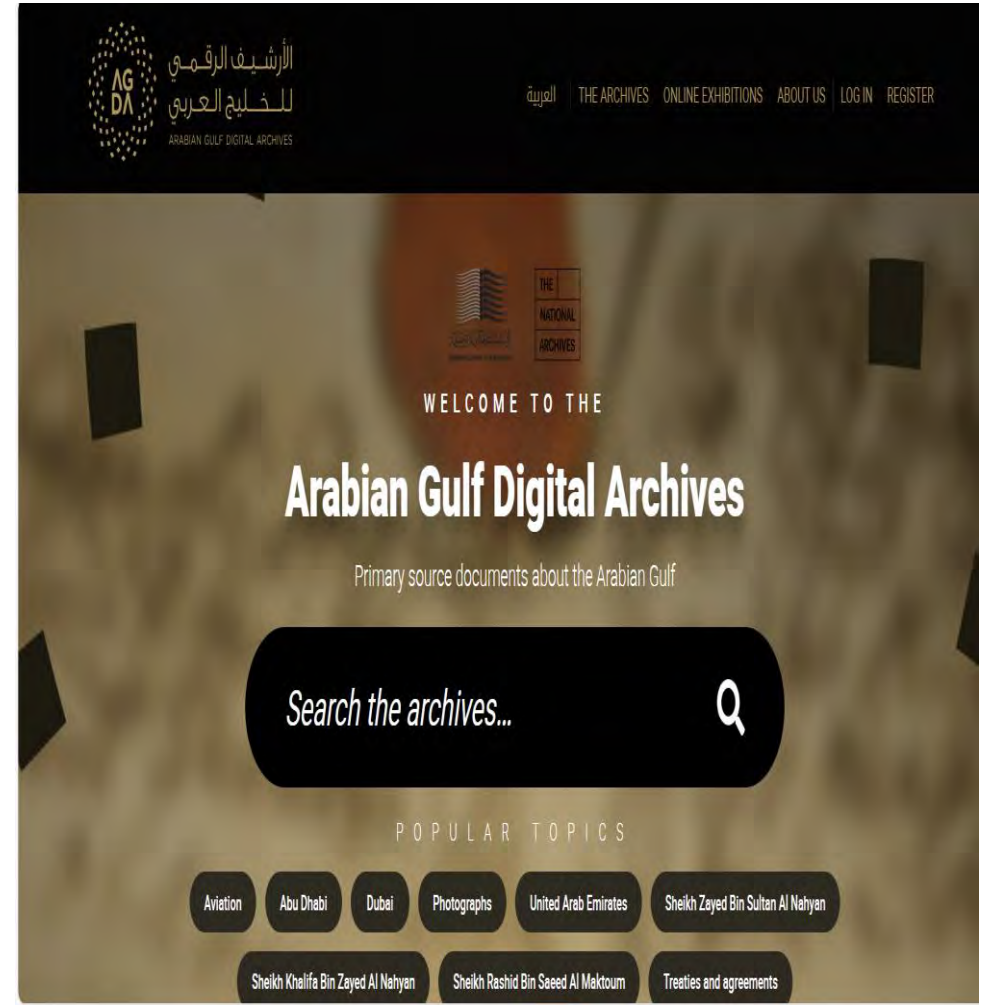 AG
DA
الأرشيف الرقمي
للخليج العربي
ARABIAN GULF DIGITAL ARCHIVES
العربية THE ARCHIVES ONLINE EXHIBITIONS ABOUT US LOG IN REGISTER
THE
NATIONAL
ARCHIVES
WELCOME TO THE
Arabian Gulf Digital Archives
Primary source documents about the Arabian Gulf
Search the archives...
POPULAR TOPICS
Aviation Abu Dhabi Dubai Photographs United Arab Emirates Sheikh Zayed Bin Sultan Al Nahyan
Sheikh Khalifa Bin Zayed Al Nahyan Sheikh Rashid Bin Saeed Al Maktoum Treaties and agreements